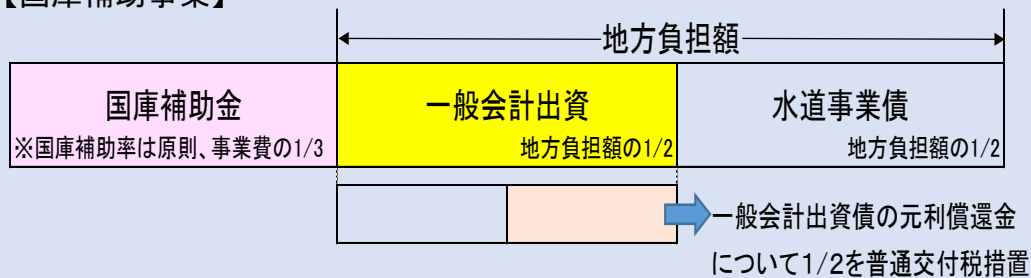 【国庫補助事業】
地方負担額
国庫補助金
※国庫補助率は原則、事業費の1/3
一般会計出資
地方負担額の1/2
水道事業債
地方負担額の1/2
一般会計出資債の元利償還金
について1/2を普通交付税措置